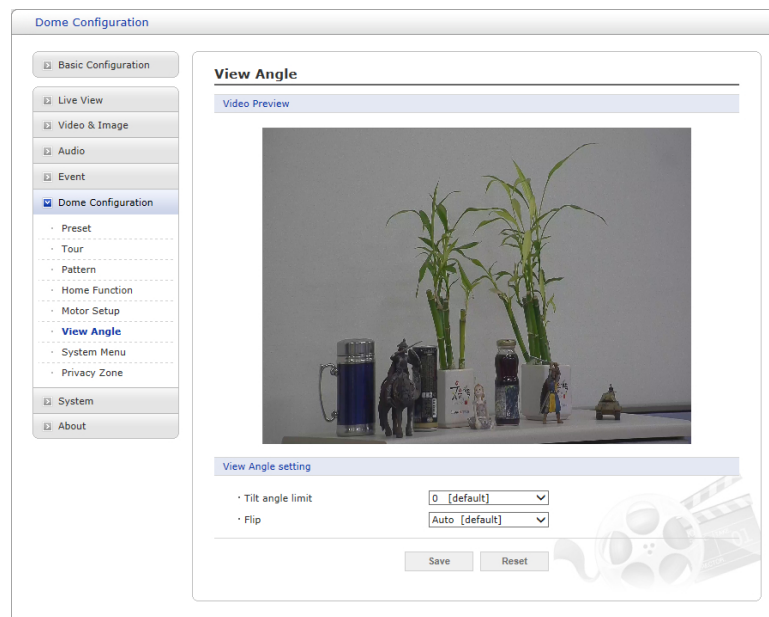 Dome Configuration
Basic Configuration
Live View
Video & Image
Audio
Event
Dome Configuration
· Preset
· Tour
· Pattern
· Home Function
· Motor Setup
· View Angle
· System Menu
· Privacy Zone
System
About
View Angle
Video Preview
View Angle setting
· Tilt angle limit
0 [default]
· Flip
Auto [default]
Save
Reset